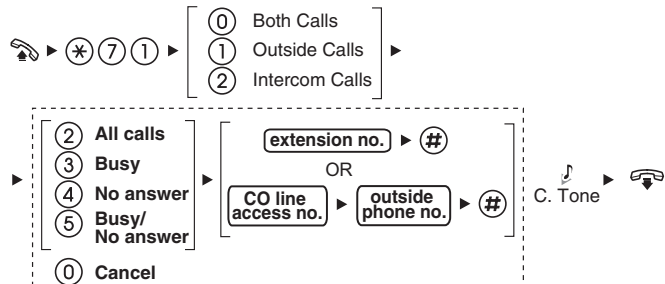 0 Both Calls
* 7 1
1 Outside Calls
2 Intercom Calls
2 All calls
3 Busy
4 No answer
5 Busy/
No answer
extension no. #
OR
CO line
access no.
outside
phone no.
#
C. Tone
0 Cancel